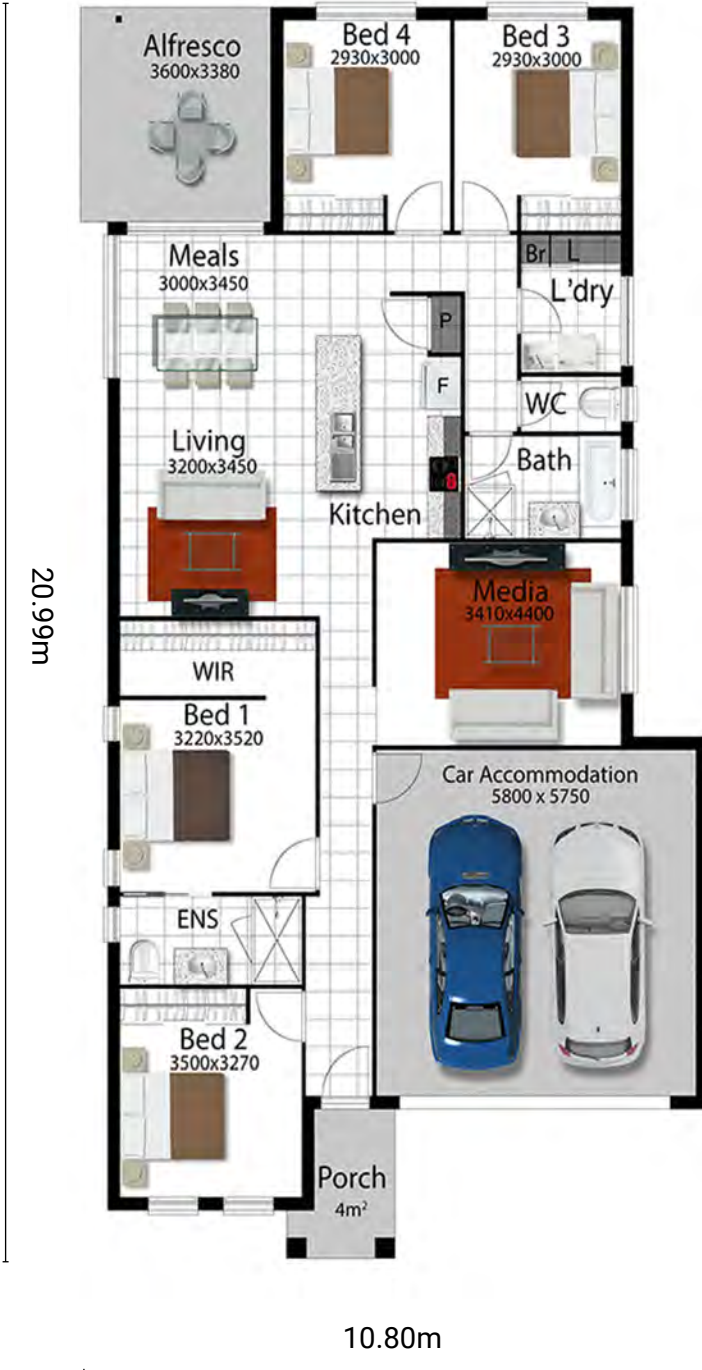 Alfresco
3600x3380
Bed 4
2930x3000
Bed 3
2930x3000
Meals
3000x3450
Br L
L'dry
P
F
WC
Living
3200x3450
Bath
Kitchen
20.99m
Media
3410x4400
WIR
Bed 1
3220x3520
Car Accommodation
5800 x 5750
ENS
Bed 2
3500x3270
Porch
4m²
10.80m